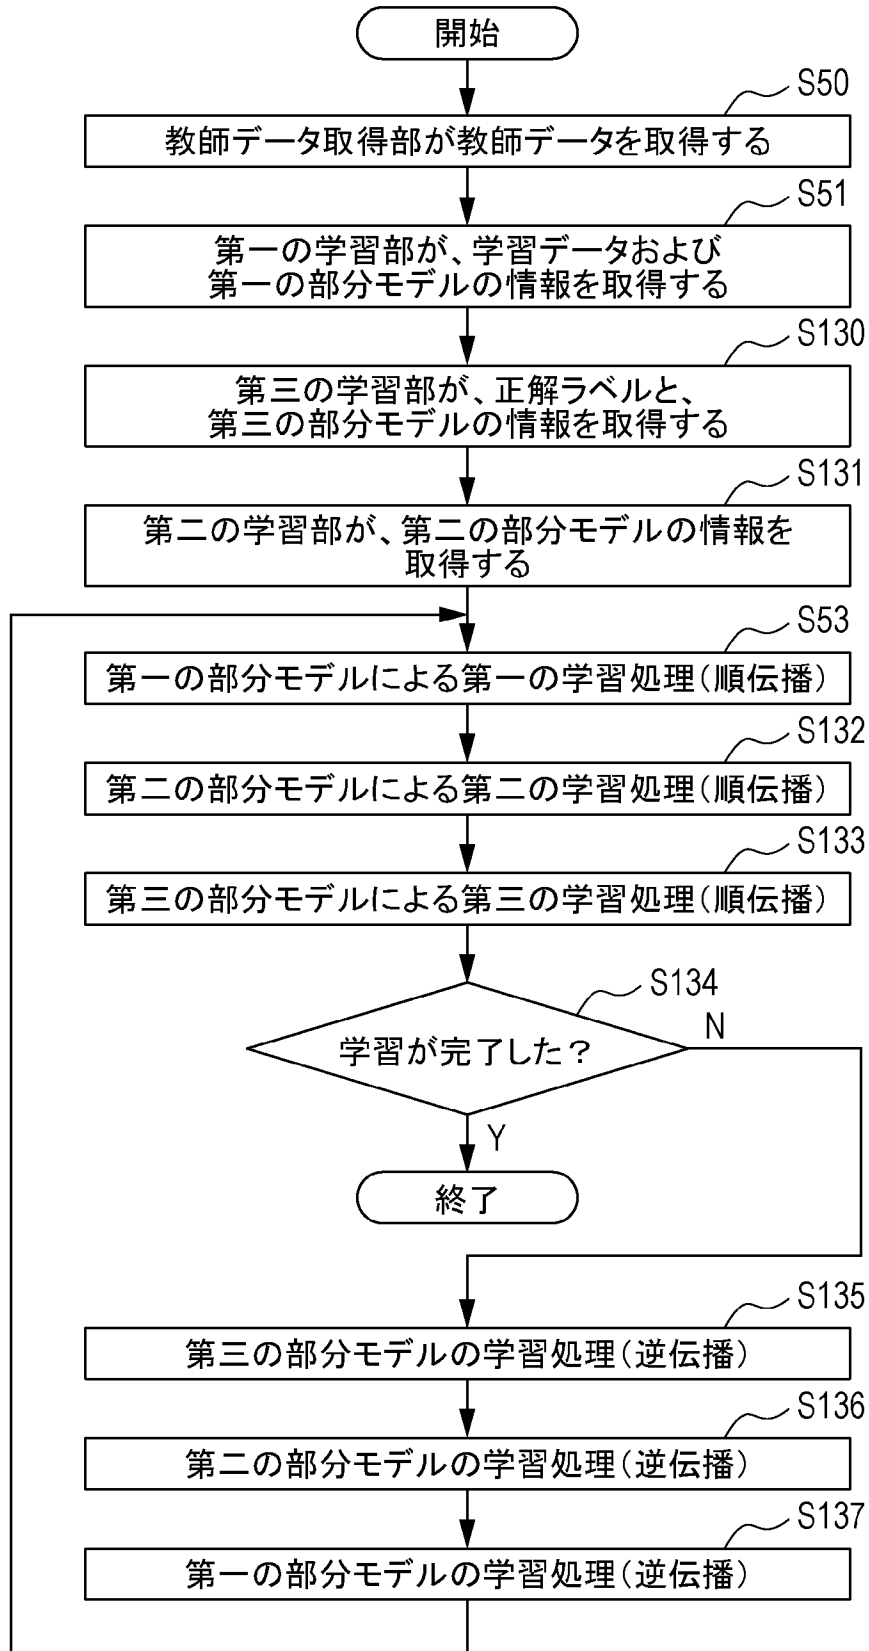 開始
S50
教師データ取得部が教師データを取得する
S51
第一の学習部が、学習データおよび
第一の部分モデルの情報を取得する
S130
第三の学習部が、正解ラベルと、
第三の部分モデルの情報を取得する
S131
第二の学習部が、第二の部分モデルの情報を
取得する
S53
第一の部分モデルによる第一の学習処理(順伝播)
S132
第二の部分モデルによる第二の学習処理(順伝播)
S133
第三の部分モデルによる第三の学習処理(順伝播)
S134
学習が完了した？
N
Y
終了
S135
第三の部分モデルの学習処理(逆伝播)
S136
第二の部分モデルの学習処理(逆伝播)
S137
第一の部分モデルの学習処理(逆伝播)